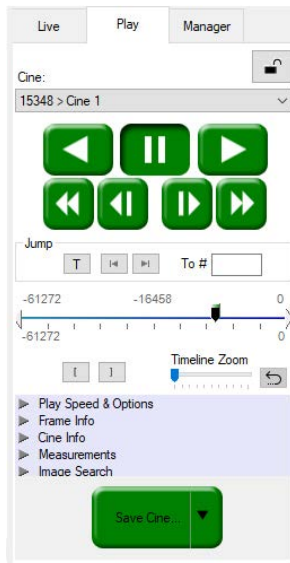 Live Play Manager
Cine:
15348 > Cine 1
Jump
T To #
-61272 -16458 0
-61272 0
Timeline Zoom
[ ]
Play Speed & Options
Frame Info
Cine Info
Measurements
Image Search
Save Cine...